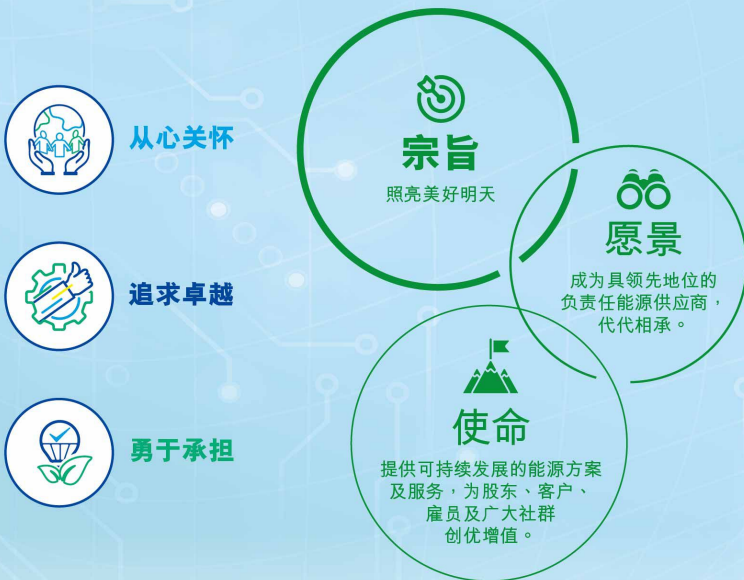 从心关怀
追求卓越
勇于承担
宗旨
照亮美好明天
愿景
成为具领先地位的
负责任能源供应商，
代代相承。
使命
提供可持续发展的能源方案
及服务，为股东、客户、
雇员及广大社群
创优增值。